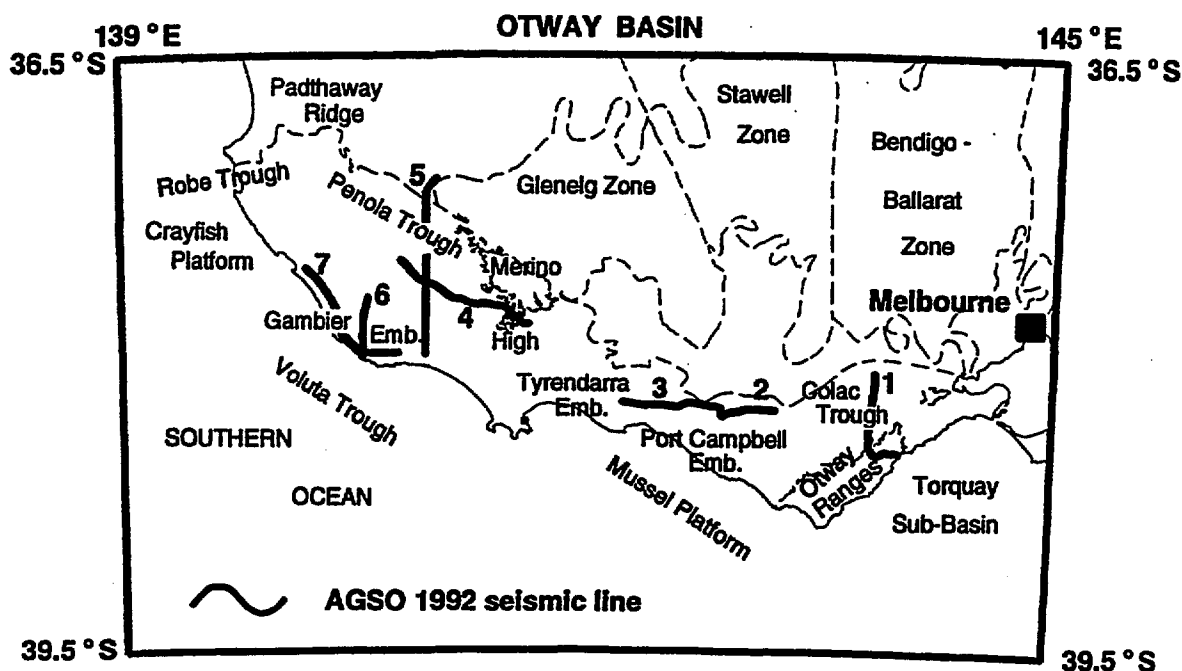 OTWAY BASIN
139 °E
145 °E
36.5 °S
36.5 °S
Padthaway
Ridge
Stawell
Zone
Bendigo -
Ballarat
Zone
Robe Trough
Penola Trough
5
Glenelg Zone
Crayfish
Platform
7
6
Merino
High
4
Gambier
Emb.
Melbourne
Voluta Trough
Tyrrendarra
Emb.
3
2
Golac
Trough
1
Port Campbell
Emb.
SOUTHERN
OCEAN
Mussel Platform
Otway
Ranges
Torquay
Sub-Basin
AGSO 1992 seismic line
39.5 °S
39.5 °S